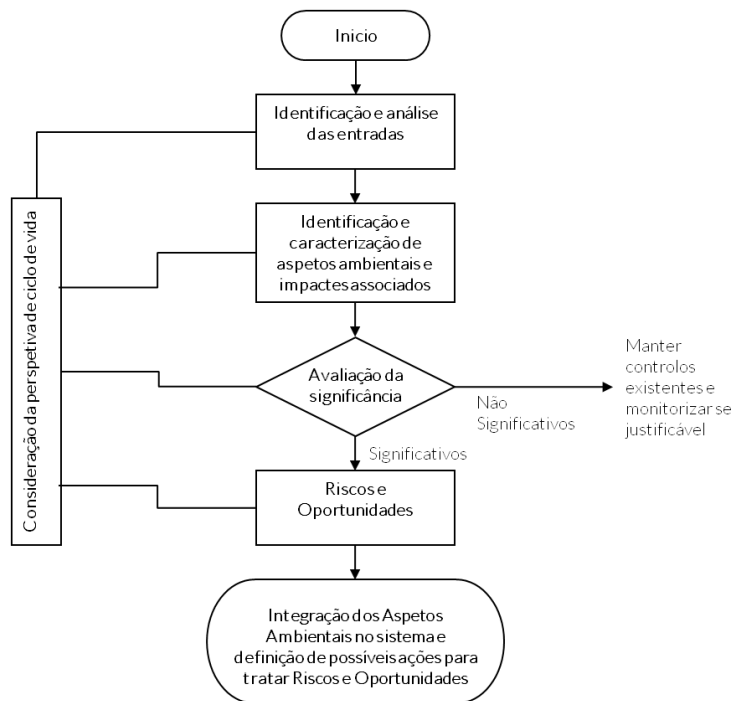 Inicio
Identificação e análise
das entradas
Consideração da perspetiva de ciclo de vida
Identificação e
caracterização de
aspetos ambientais e
impactes associados
Avaliação da
significância
Não
Significativos
Manter
controlos
existentes e
monitorizar se
justificável
Significativos
Riscos e
Oportunidades
Integração dos Aspetos
Ambientais no sistema e
definição de possíveis ações para
tratar Riscos e Oportunidades